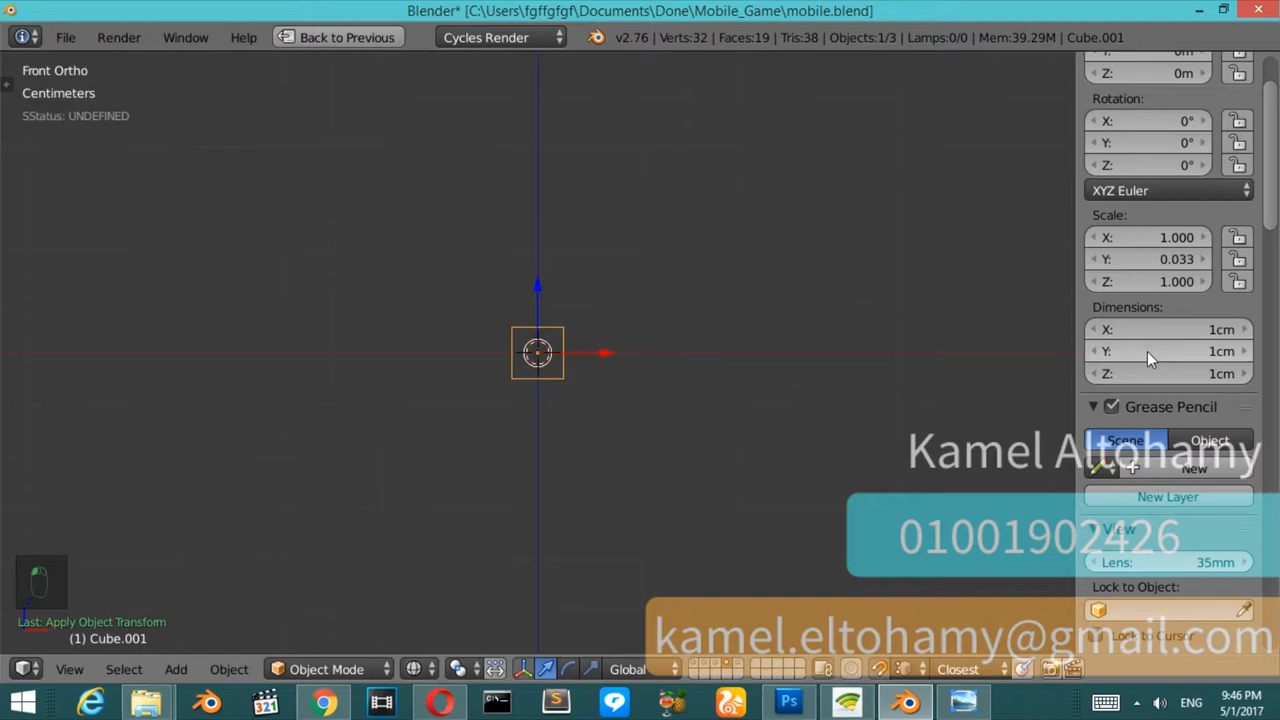 Blender* [C:\Users\fgffgfgf\Documents\Done\Mobile_Game\mobile.blend]
File Render Window Help Back to Previous Cycles Render v2.76 | Verts:32 | Faces:19 | Tris:38 | Objects:1/3 | Lamps:0/0 | Mem:39.29M | Cube.001
Front Ortho
Centimeters
SStatus: UNDEFINED
Y: 0m
Z: 0m
Rotation:
X: 0°
Y: 0°
Z: 0°
XYZ Euler
Scale:
X: 1.000
Y: 0.033
Z: 1.000
Dimensions:
X: 1cm
Y: 1cm
Z: 1cm
Grease Pencil
Scene Object
Kamel Altohamy
New
New Layer
01001902426
View
Lens: 35mm
Lock to Object:
kamel.eltohamy@gmail.com
Lock to Cursor
Last: Apply Object Transform
(1) Cube.001
View Select Add Object Object Mode Global Closest
ENG
9:46 PM
5/1/2017